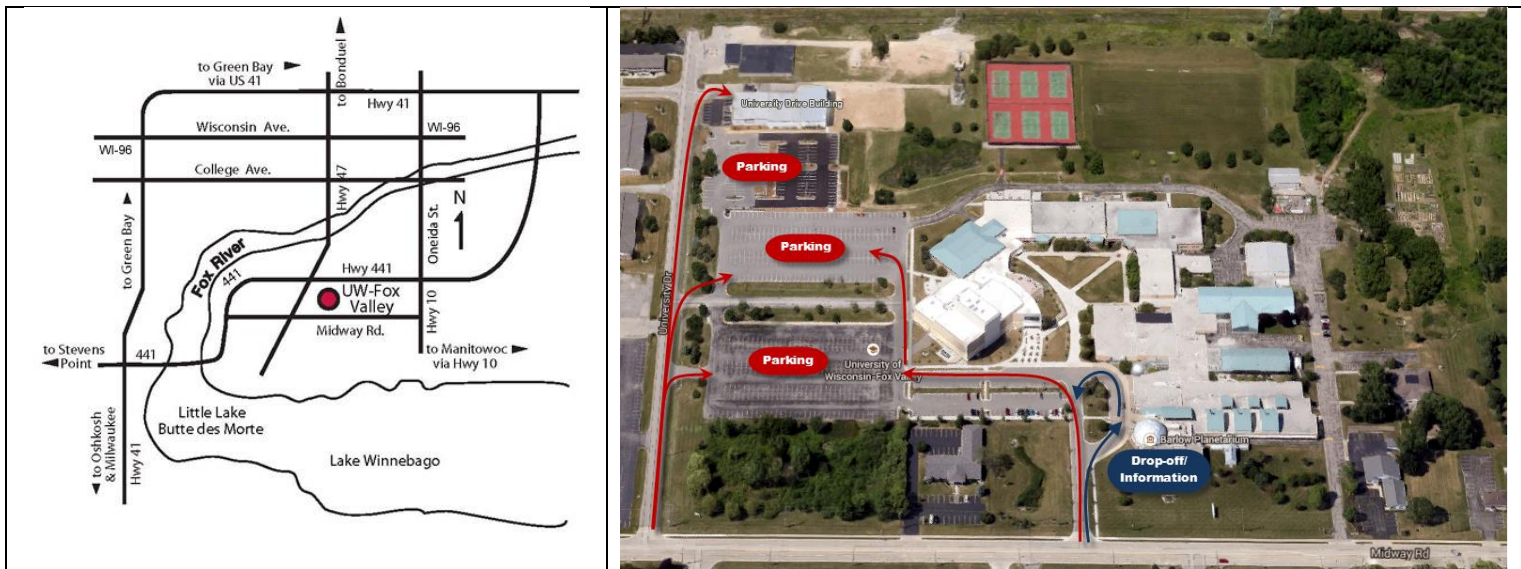 to Green Bay
via US 41
to Bonduel
Hwy 41
Wisconsin Ave.
WI-96
WI-96
College Ave.
Hwy 47
N
Oneida St.
to Green Bay
Fox River
441
Hwy 441
UW-Fox
Valley
Midway Rd.
Hwy 10
to Stevens
Point
441
to Manitowoc
via Hwy 10
Little Lake
Butte des Morte
Lake Winnebago
to Oshkosh
& Milwaukee
Hwy 41
University Drive Building
Parking
Parking
University Dr
Parking
University of
Wisconsin-Fox Valley
Barlow Planetarium
Drop-off/
Information
Midway Rd